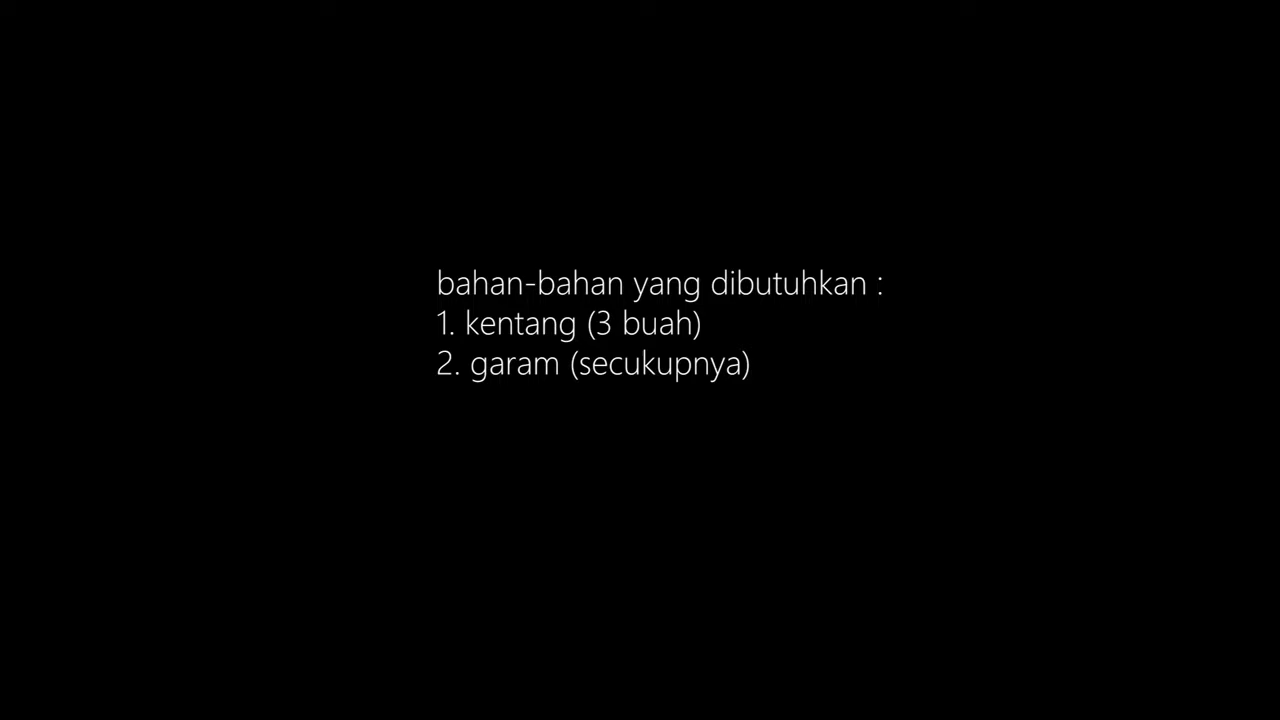 bahan-bahan yang dibutuhkan :
1. kentang (3 buah)
2. garam (secukupnya)